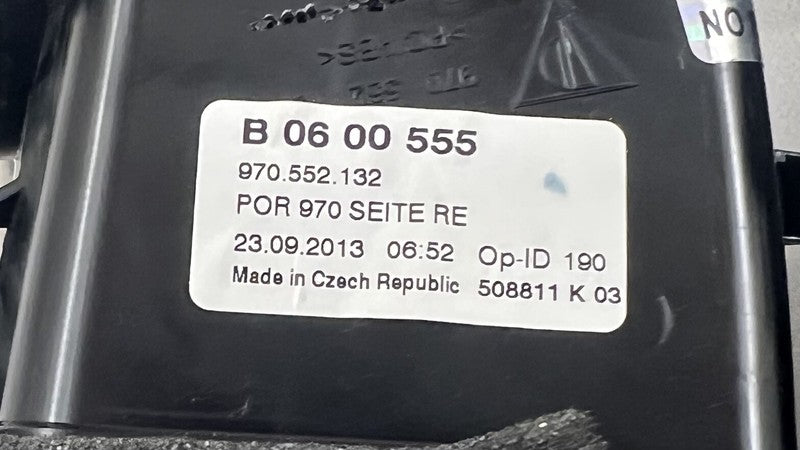 NO
B 06 00 555
970.552.132
POR 970 SEITE RE
23.09.2013 06:52 Op-ID 190
Made in Czech Republic 508811 K 03